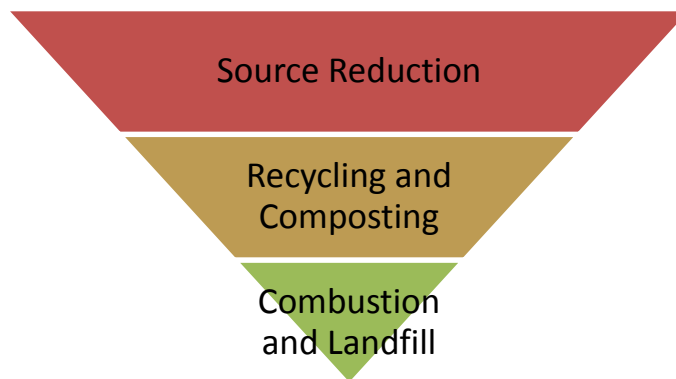 Source Reduction
Recycling and
Composting
Combustion
and Landfill